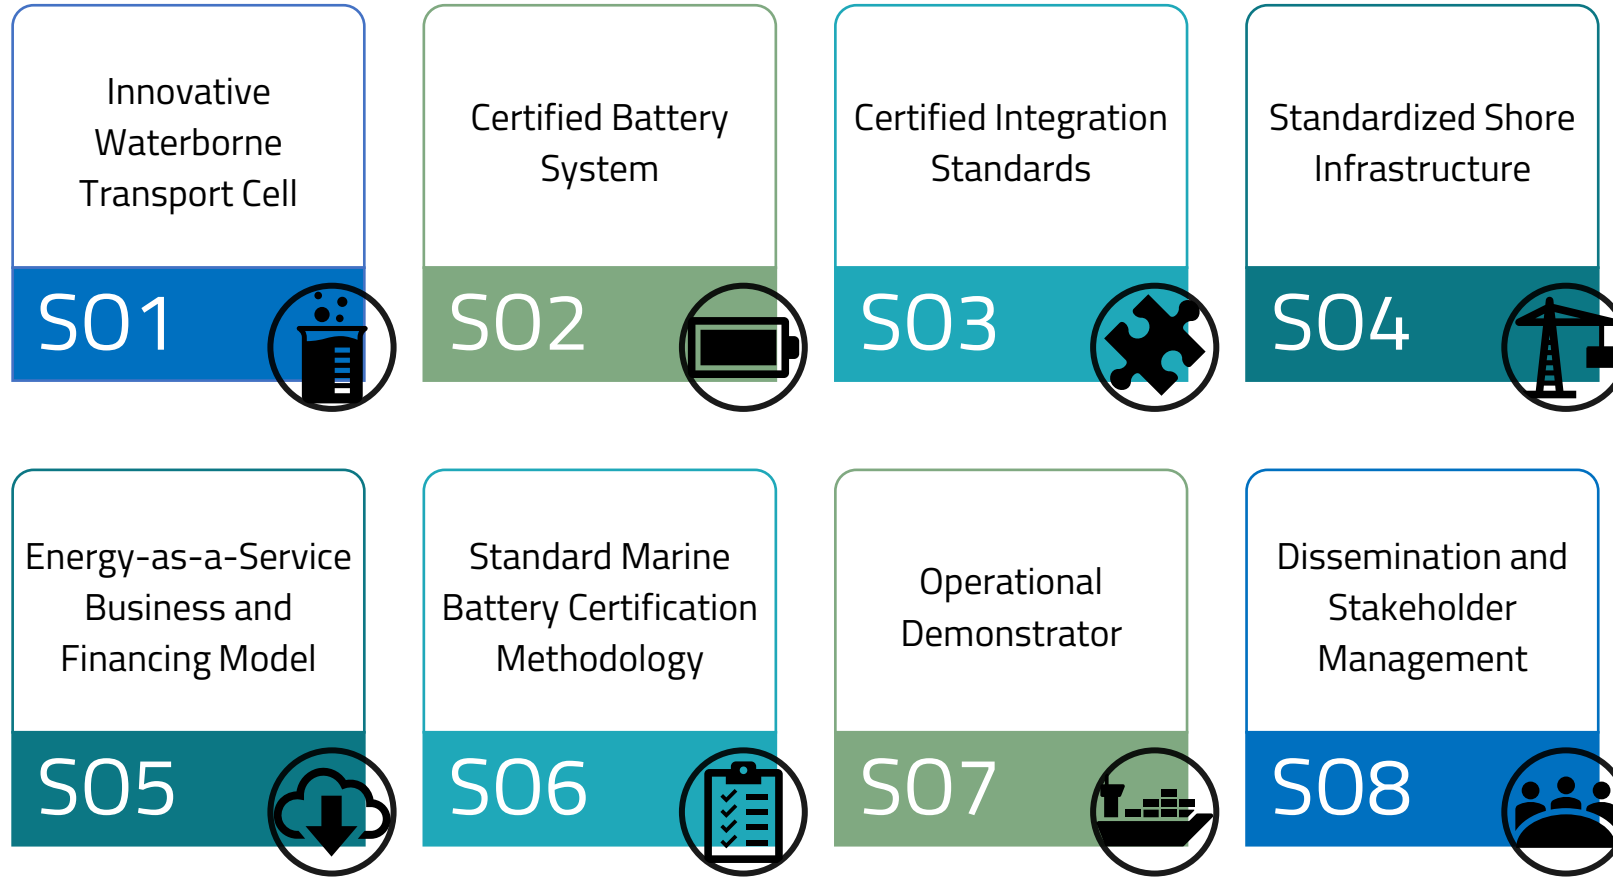 Innovative
Waterborne
Transport Cell
SO1
Certified Battery
System
SO2
Certified Integration
Standards
SO3
Standardized Shore
Infrastructure
SO4
Energy-as-a-Service
Business and
Financing Model
SO5
Standard Marine
Battery Certification
Methodology
SO6
Operational
Demonstrator
SO7
Dissemination and
Stakeholder
Management
SO8